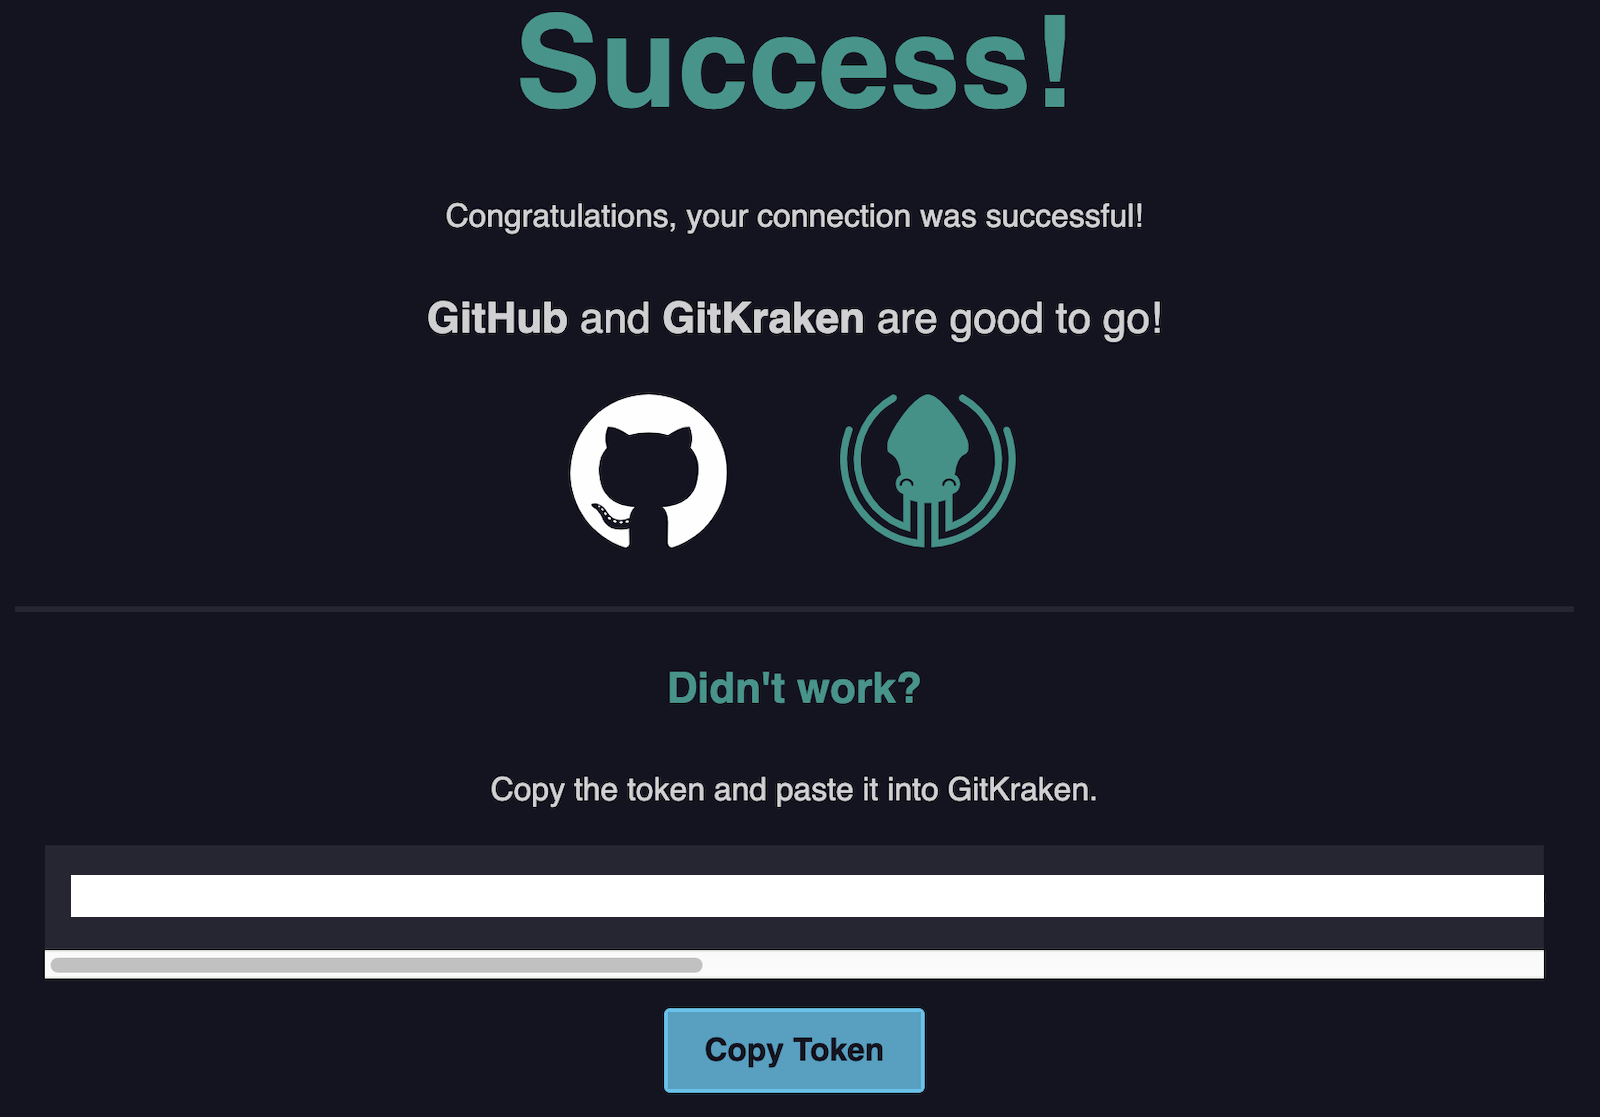 Success!
Congratulations, your connection was successful!
GitHub and GitKraken are good to go!
Didn't work?
Copy the token and paste it into GitKraken.
Copy Token